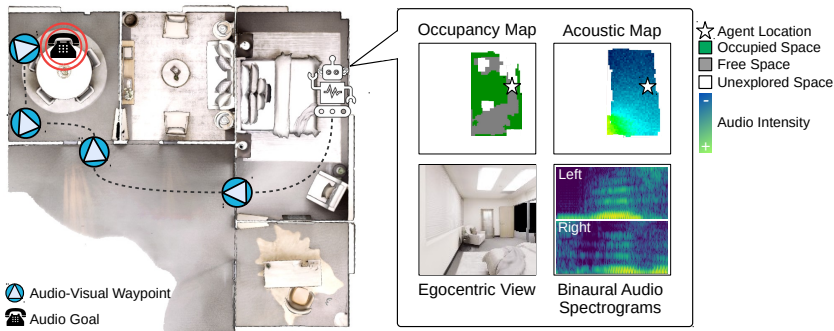 Audio-Visual Waypoint
Audio Goal
Occupancy Map
Acoustic Map
Egocentric View
Left
Right
Binaural Audio
Spectrograms
Agent Location
Occupied Space
Free Space
Unexplored Space
-
Audio Intensity
+